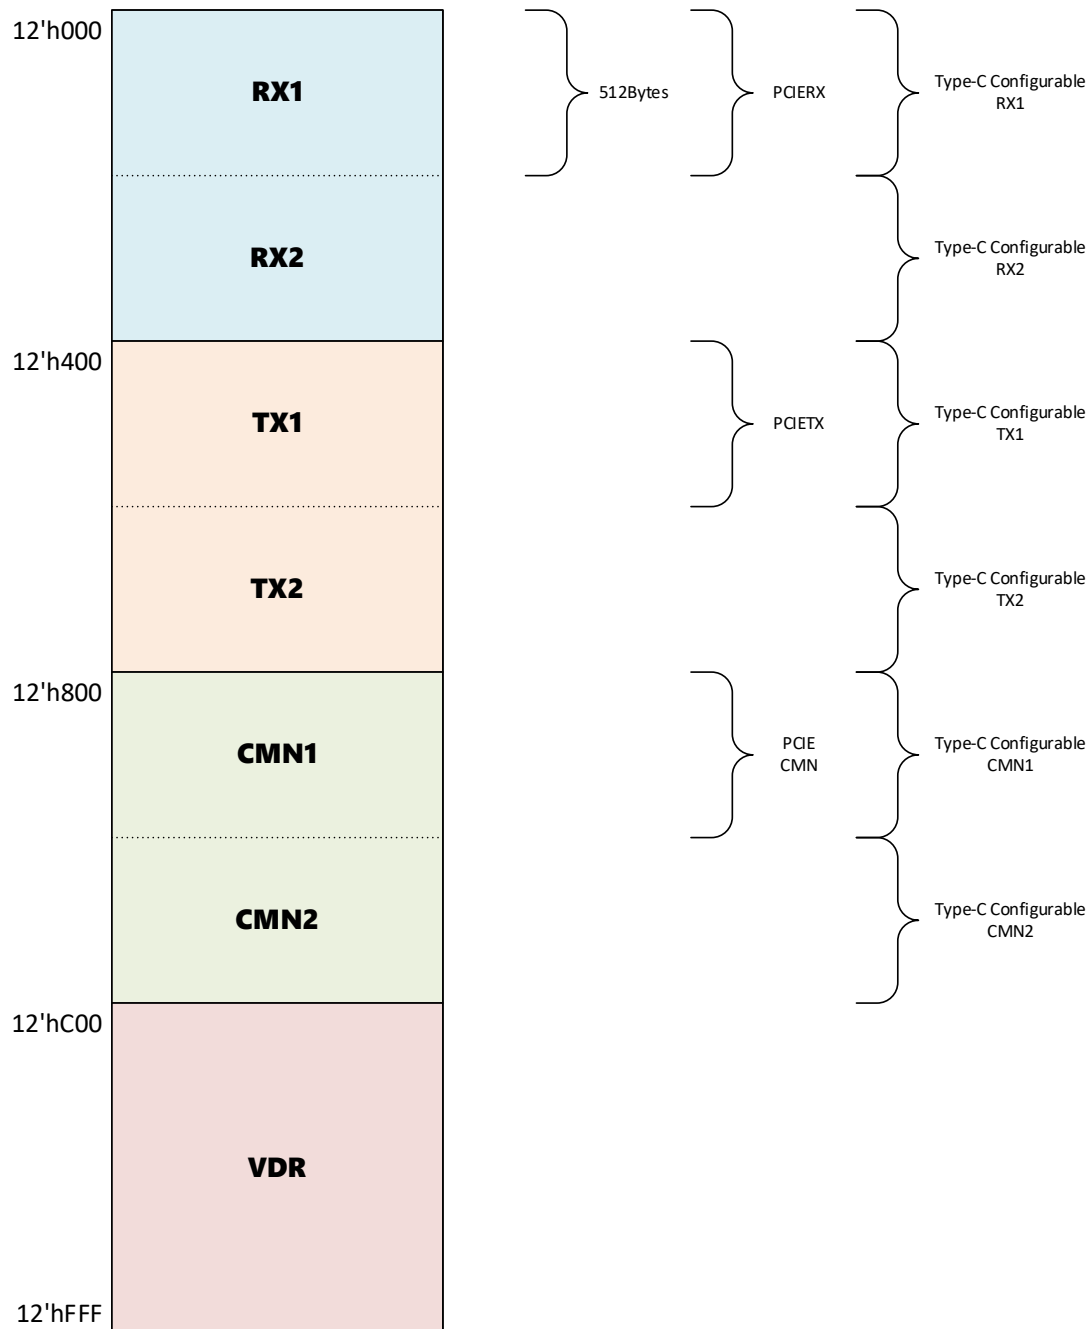 12'h000
RX1
512Bytes
PCIERX
Type-C Configurable
RX1
RX2
Type-C Configurable
RX2
12'h400
TX1
PCIETX
Type-C Configurable
TX1
TX2
Type-C Configurable
TX2
12'h800
CMN1
PCIE
CMN
Type-C Configurable
CMN1
CMN2
Type-C Configurable
CMN2
12'hC00
VDR
12'hFFF